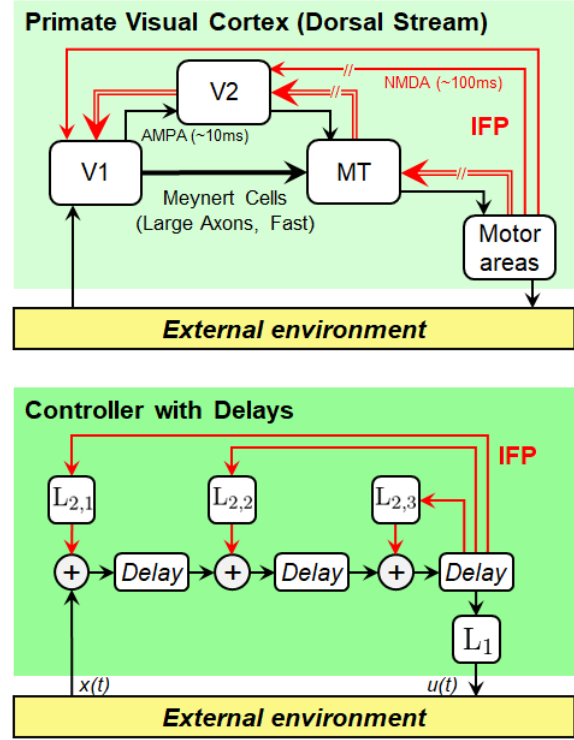 Primate Visual Cortex (Dorsal Stream)
V2
//
NMDA (~100ms)
//
AMPA (~10ms)
IFP
V1
MT
//
Meynert Cells
(Large Axons, Fast)
Motor
areas
External environment
Controller with Delays
IFP
L2,1
L2,2
L2,3
+
Delay
+
Delay
+
Delay
L1
x(t)
u(t)
External environment